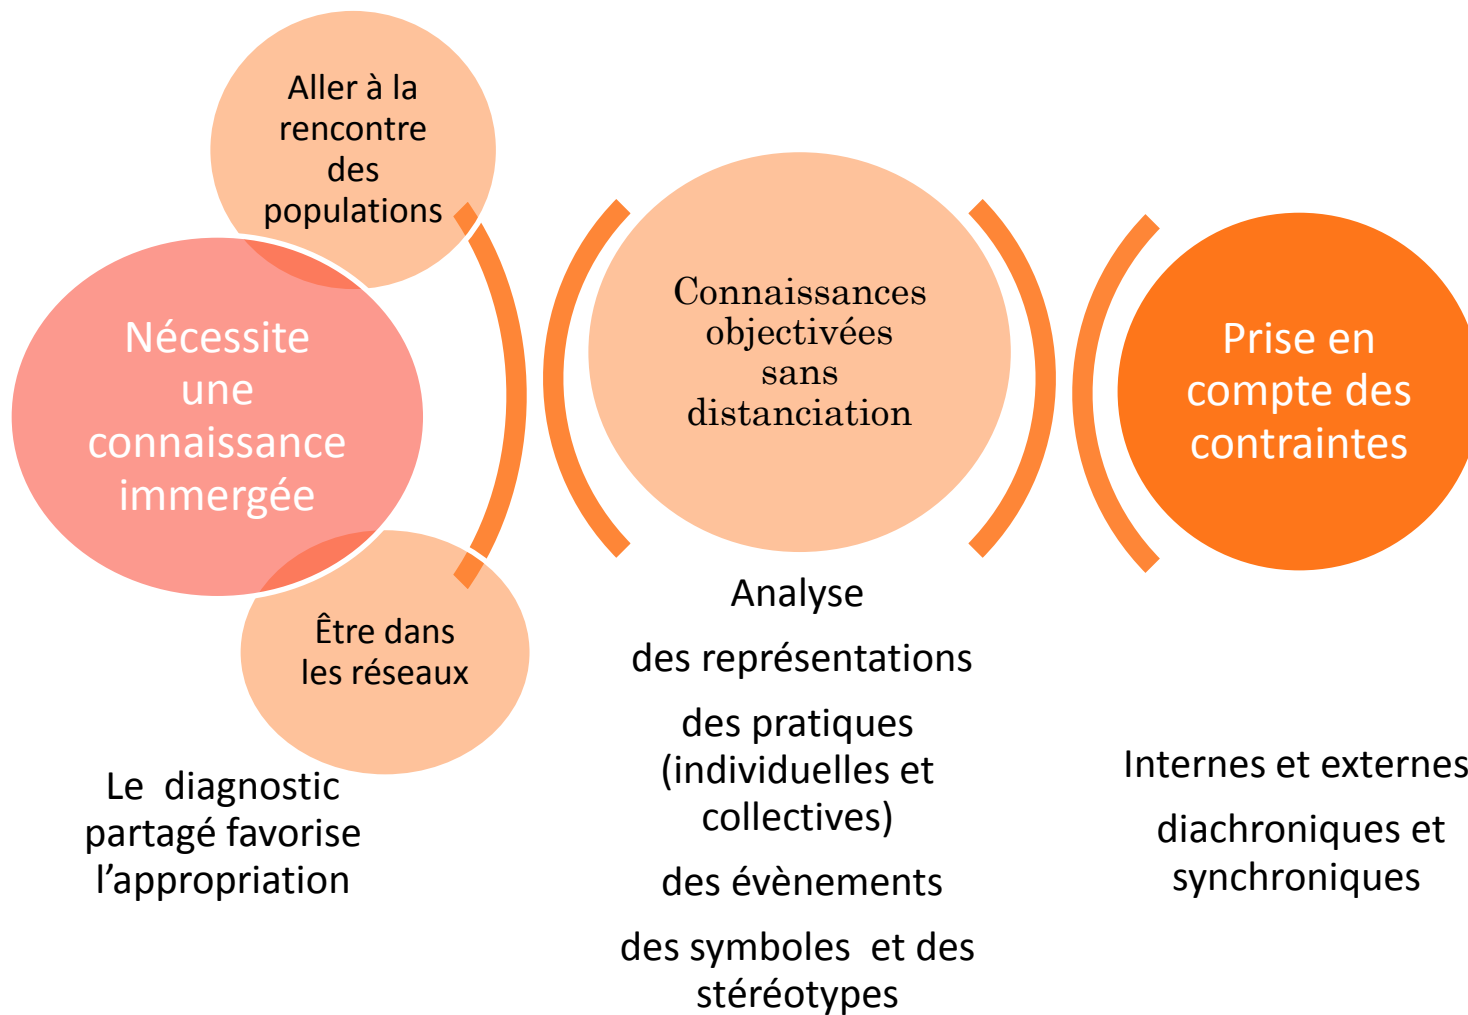 Aller à la
rencontre
des
populations
Nécessite
une
connaissance
immergée
Être dans
les réseaux
Le  diagnostic
partagé favorise
l’appropriation
Connaissances
objectivées
sans
distanciation
Analyse
des représentations
des pratiques
(individuelles et
collectives)
des évènements
des symboles  et des
stéréotypes
Prise en
compte des
contraintes
Internes et externes
diachroniques et
synchroniques